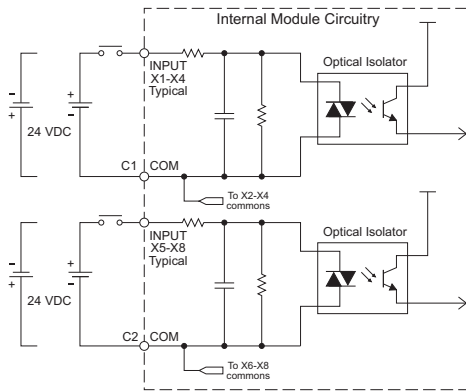 Internal Module Circuitry
Optical Isolator
INPUT
X1-X4
Typical
-
+
+
-
24 VDC
C1 COM
To X2-X4
commons
Optical Isolator
INPUT
X5-X8
Typical
-
+
+
-
24 VDC
C2 COM
To X6-X8
commons